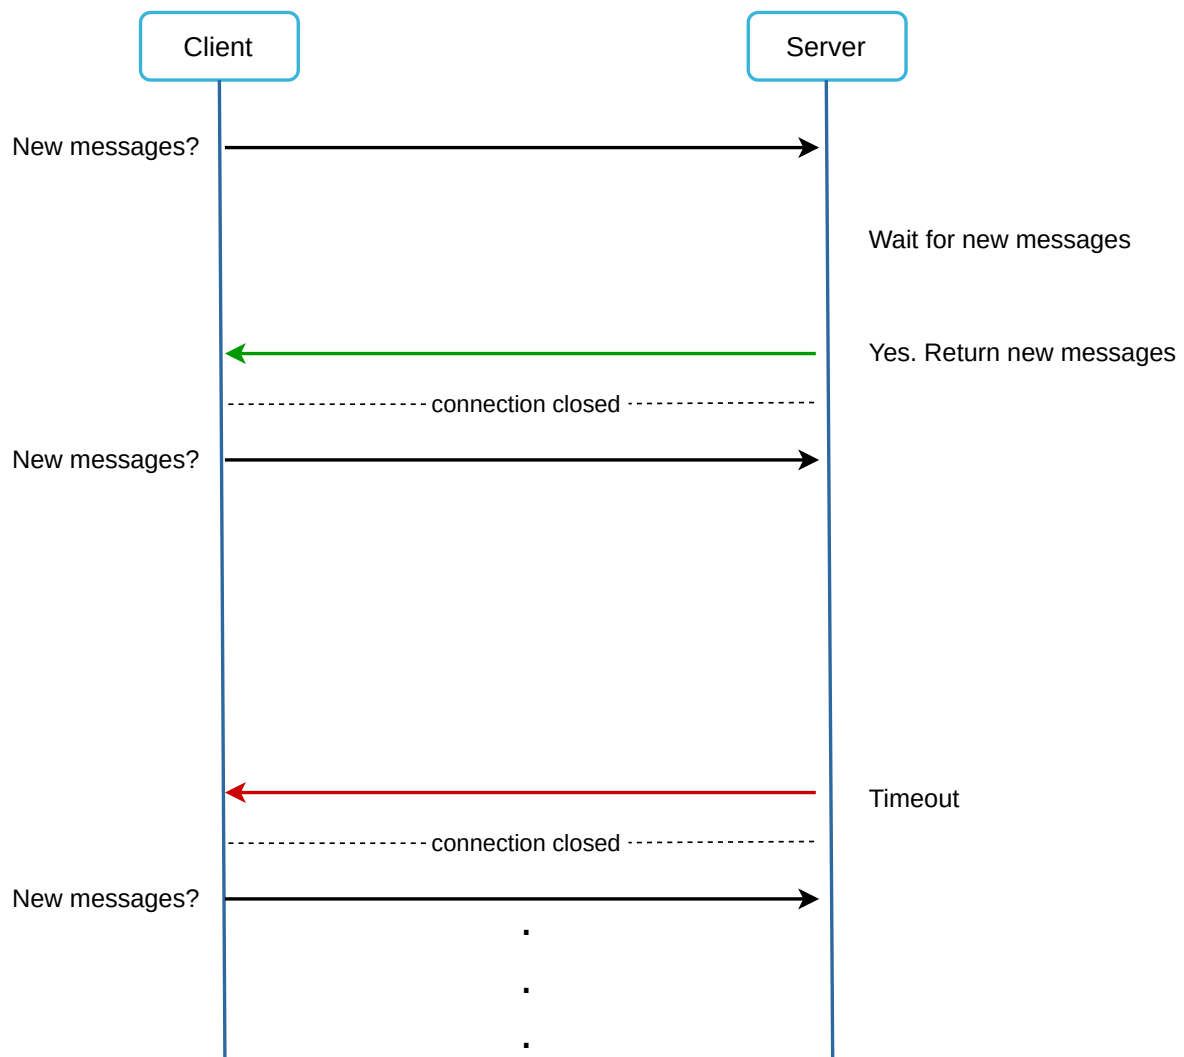 Client
Server
New messages?
Wait for new messages
Yes. Return new messages
connection closed
New messages?
Timeout
connection closed
New messages?
.
.
.